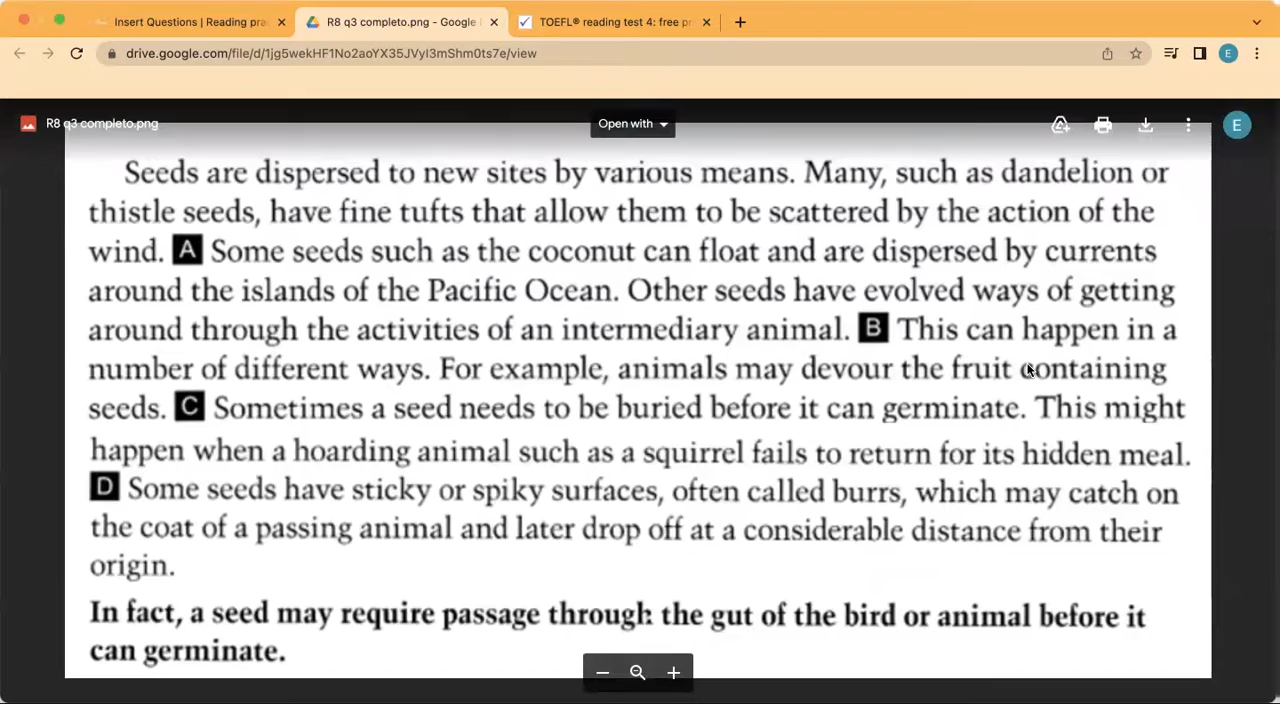 Insert Questions | Reading pra
R8 q3 completo.png - Google
TOEFL® reading test 4: free pr
drive.google.com/file/d/1jg5wekHF1No2aoYX35JVyI3mShm0ts7e/view
E
R8 q3 completo.png
Open with
E
Seeds are dispersed to new sites by various means. Many, such as dandelion or
thistle seeds, have fine tufts that allow them to be scattered by the action of the
wind. A Some seeds such as the coconut can float and are dispersed by currents
around the islands of the Pacific Ocean. Other seeds have evolved ways of getting
around through the activities of an intermediary animal. B This can happen in a
number of different ways. For example, animals may devour the fruit containing
seeds. C Sometimes a seed needs to be buried before it can germinate. This might
happen when a hoarding animal such as a squirrel fails to return for its hidden meal.
D Some seeds have sticky or spiky surfaces, often called burrs, which may catch on
the coat of a passing animal and later drop off at a considerable distance from their
origin.
In fact, a seed may require passage through the gut of the bird or animal before it
can germinate.